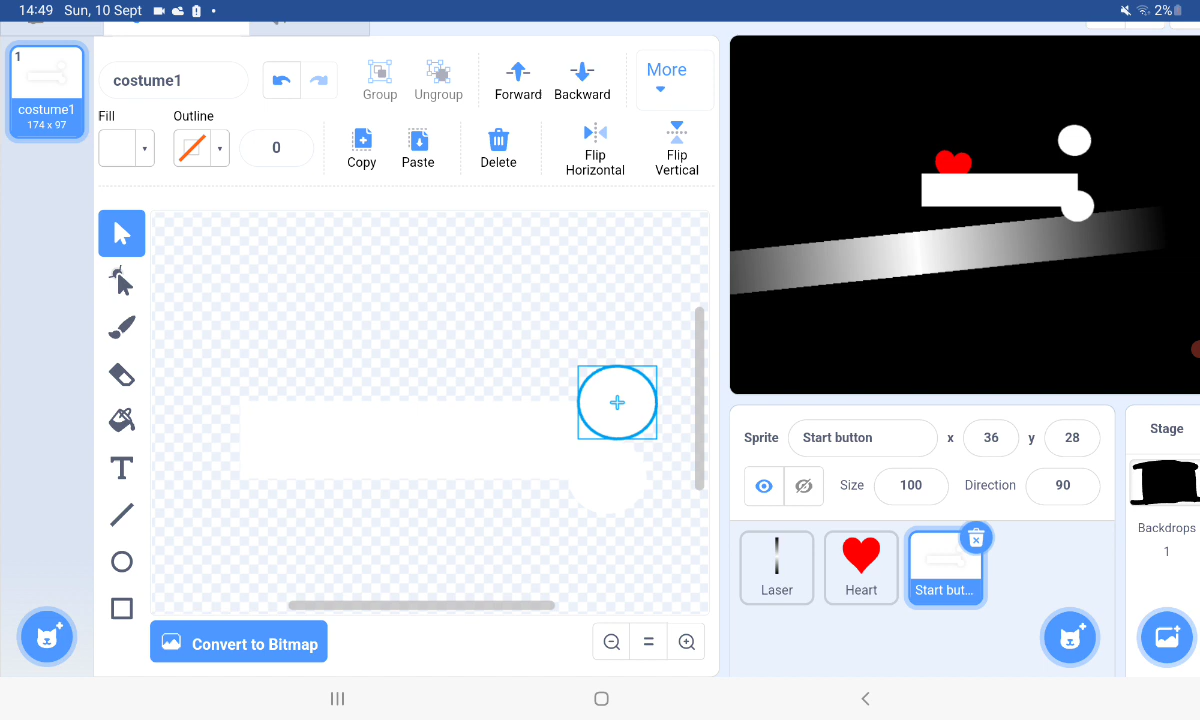 14:49 Sun, 10 Sept
2%
1
costume1
174 x 97
costume1
Group
Ungroup
Forward
Backward
More
Fill
Outline
0
Copy
Paste
Delete
Flip
Horizontal
Flip
Vertical
T
Convert to Bitmap
Sprite
Start button
x
36
y
28
Size
100
Direction
90
Stage
Backdrops
1
Laser
Heart
Start but...